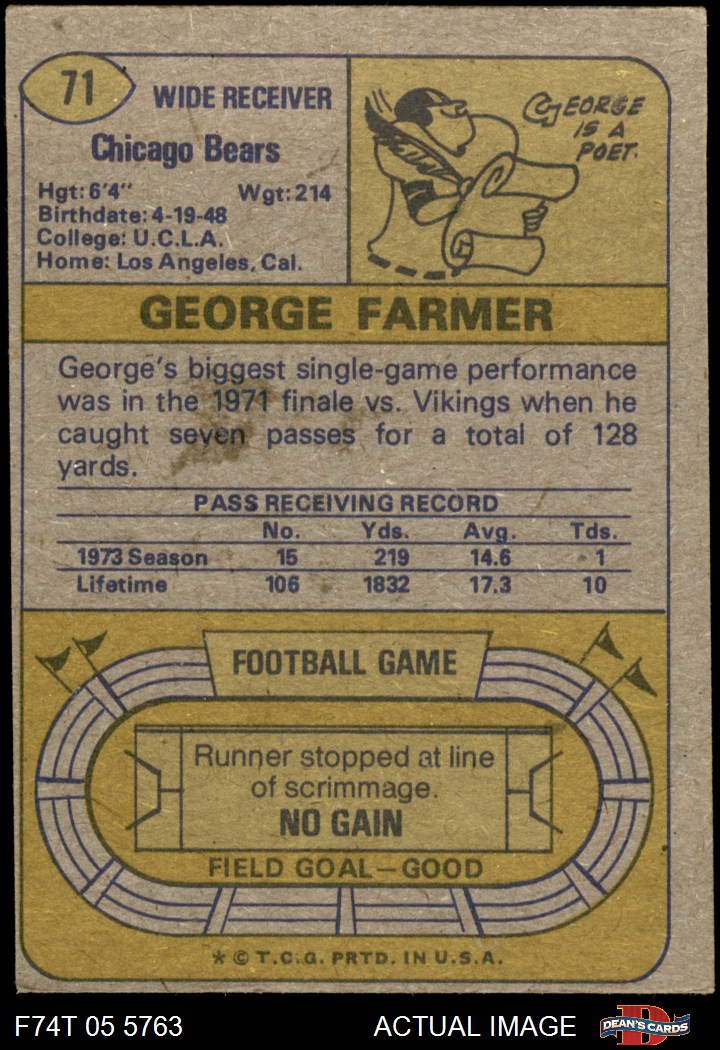 71
WIDE RECEIVER
Chicago Bears
Hgt: 6'4" Wgt: 214
Birthdate: 4-19-48
College: U.C.L.A.
Home: Los Angeles, Cal.
GEORGE
IS A
POET.
GEORGE FARMER
George's biggest single-game performance
was in the 1971 finale vs. Vikings when he
caught seven passes for a total of 128
yards.
PASS RECEIVING RECORD
No. Yds. Avg. Tds.
1973 Season 15 219 14.6 1
Lifetime 106 1832 17.3 10
FOOTBALL GAME
Runner stopped at line
of scrimmage.
NO GAIN
FIELD GOAL—GOOD
* © T.C.G. PRTD. IN U.S.A.
F74T 05 5763 ACTUAL IMAGE D DEAN'S CARDS